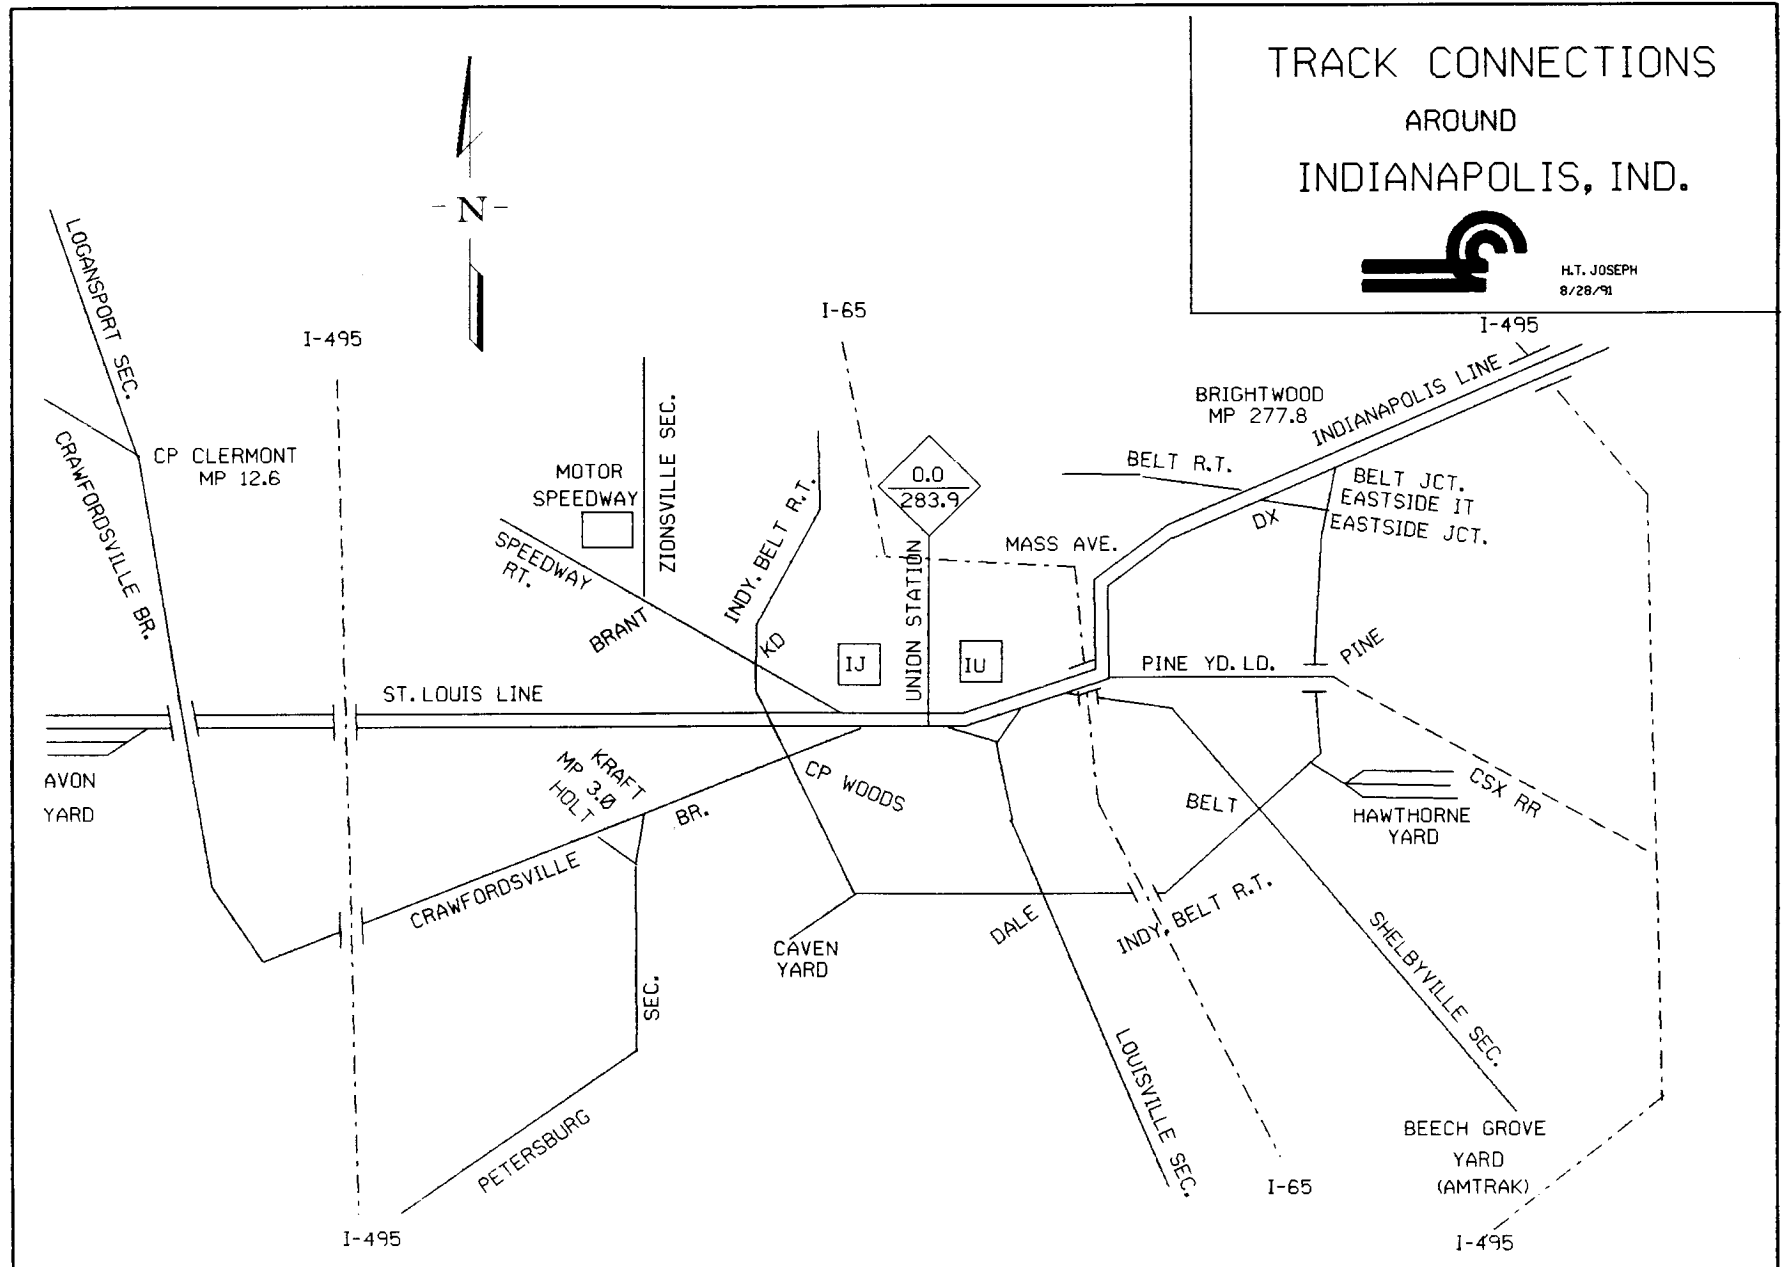 TRACK CONNECTIONS
AROUND
INDIANAPOLIS, IND.
H.T. JOSEPH
8/28/91
N
LOGANSPORT SEC.
I-495
I-65
I-495
CRAWFORDSVILLE BR.
CP CLERMONT
MP 12.6
MOTOR
SPEEDWAY
ZIONSVILLE SEC.
SPEEDWAY
RT.
BRANT
INDY. BELT R.T.
KD
0.0
283.9
UNION STATION
MASS AVE.
BRIGHTWOOD
MP 277.8
INDIANAPOLIS LINE
BELT R.T.
DX
BELT JCT.
EASTSIDE IT
EASTSIDE JCT.
IJ
IU
PINE YD. LD.
PINE
ST.LOUIS LINE
AVON
YARD
KRAFT
MP 3.0
HOLT
BR.
CP WOODS
BELT
HAWTHORNE
YARD
CSX RR
CRAWFORDSVILLE
CAVEN
YARD
DALE
INDY. BELT R.T.
SHELBYVILLE SEC.
SEC.
PETERSBURG
LOUISVILLE SEC.
BEECH GROVE
YARD
(AMTRAK)
I-65
I-495
I-495